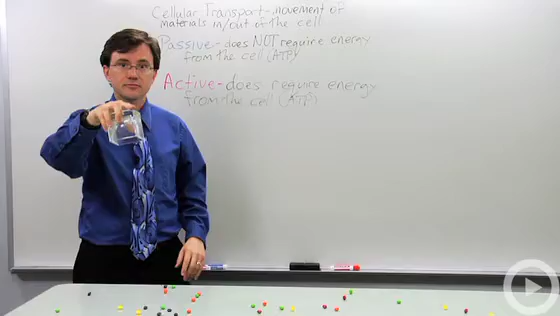 Cellular Transport-movement of
materials in/out of the cell
Passive-does NOT require energy
from the cell (ATP)
Active-does require energy
from the cell (ATP)